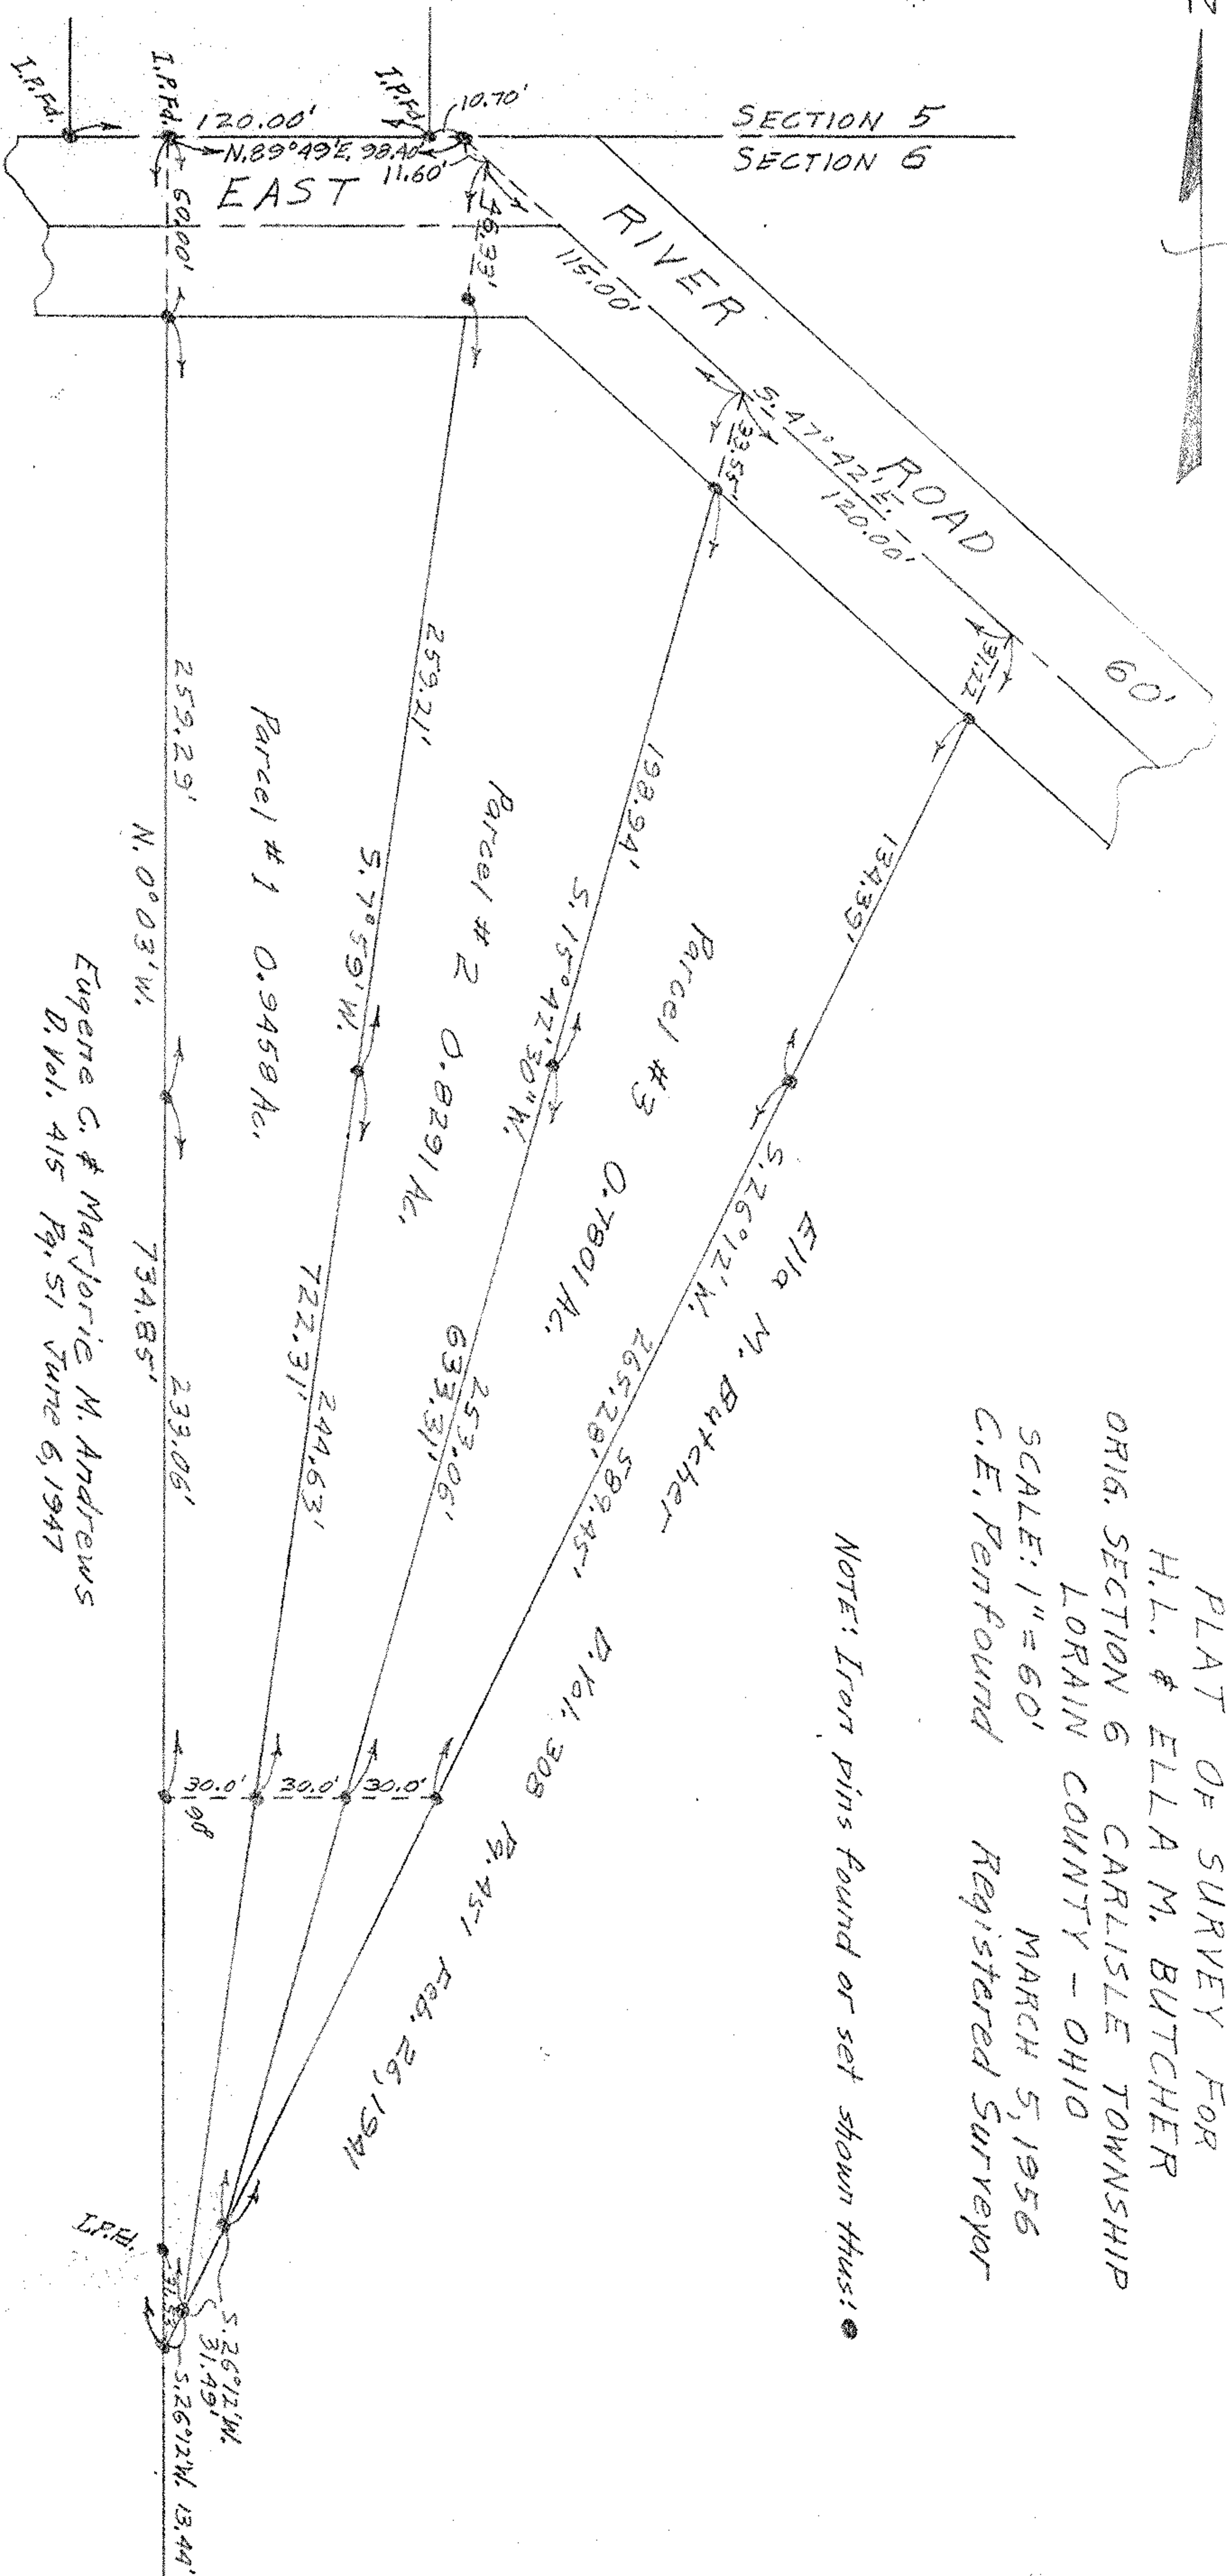 PLAT OF SURVEY FOR
H.L. & ELLA M. BUTCHER
ORIG. SECTION 6 CARLISLE TOWNSHIP
LORAIN COUNTY - OHIO
SCALE: 1" = 60' MARCH 5, 1956
C.E. Penfound Registered Surveyor
NOTE: Iron pins found or set shown thus: ●
SECTION 5
SECTION 6
I.P.Fd.
I.P.Fd.
I.P.Fd.
120.00'
10.70'
N.89°49'E. 98.40'
11.60'
EAST RIVER ROAD
60'
60.00'
46.33'
115.00'
S.47°42'E.
120.00'
33.55'
31.22'
259.29'
N. 0°03'W.
734.85'
233.06'
259.21'
S. 7°59' W.
722.31'
244.63'
198.94'
S. 15°42'30" W.
253.06'
633.31'
134.39'
S. 26°12' W.
265.28'
589.45'
Parcel #1 0.9458 Ac.
Parcel #2 0.8291 Ac.
Parcel #3 0.7801 Ac.
Ella M. Butcher D.Vol. 308 Pg. 451 Feb. 26, 1941
Eugene C. & Marjorie M. Andrews
D. Vol. 415 Pg. 51 June 6, 1947
30.0' 30.0' 30.0'
I.P.Fd.
S.26°12'W.
31.49'
S.26°12'W. 13.44'